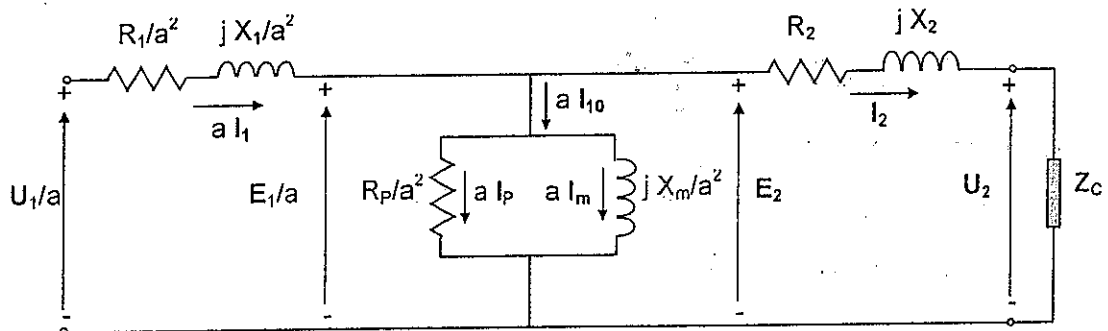 R₁/a²
j X₁/a²
R₂
j X₂
+
+
a I₁₀
+
I₂
+
a I₁
U₁/a
E₁/a
R_P/a²
a I_P
a I_m
j X_m/a²
E₂
U₂
Z_C
-
-
-
-